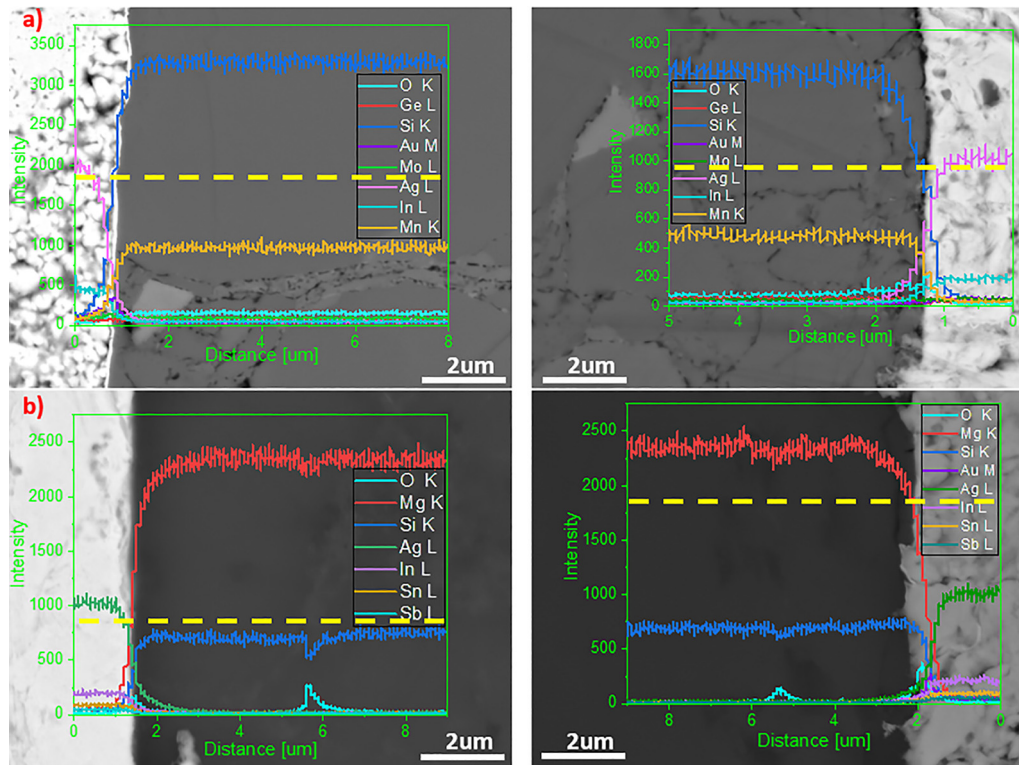 a)
3500
3000
2500
2000
1500
1000
500
0
Intensity
O K
Ge L
Si K
Au M
Mo L
Ag L
In L
Mn K
0 2 4 6 8
Distance [um]
2um
1800
1600
1400
1200
1000
800
600
400
200
0
Intensity
O K
Ge L
Si K
Au M
Mo L
Ag L
In L
Mn K
5 4 3 2 1 0
Distance [um]
2um
b)
2500
2000
1500
1000
500
0
Intensity
O K
Mg K
Si K
Ag L
In L
Sn L
Sb L
0 2 4 6 8
Distance [um]
2um
2500
2000
1500
1000
500
0
Intensity
O K
Mg K
Si K
Au M
Ag L
In L
Sn L
Sb L
8 6 4 2 0
Distance [um]
2um